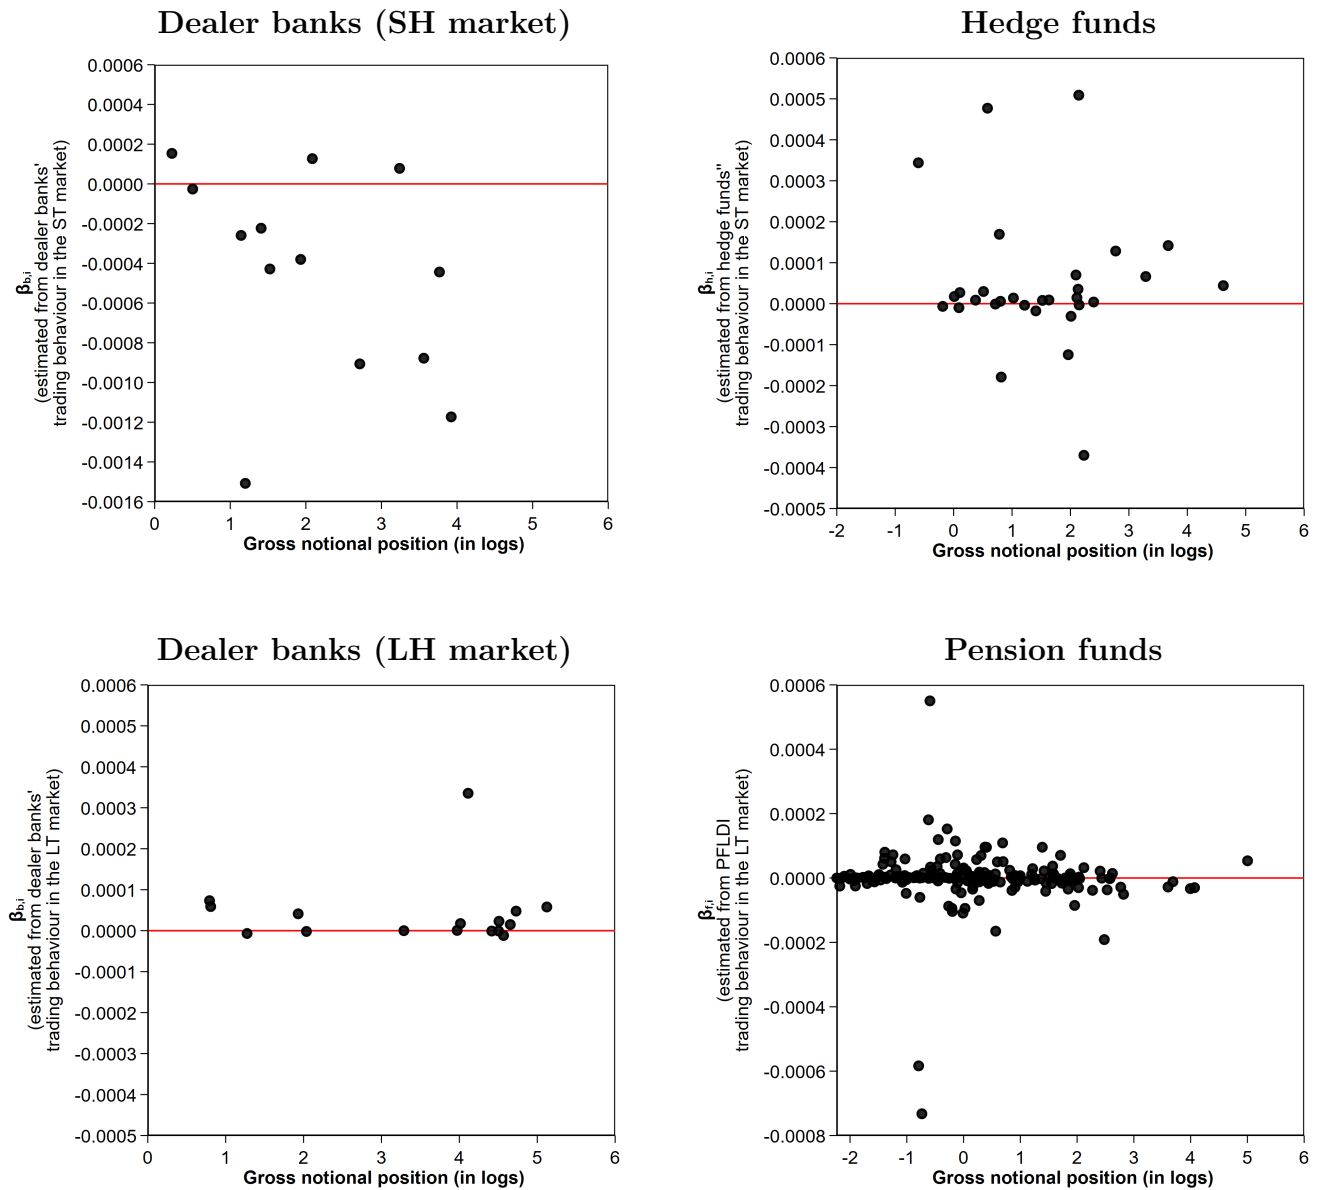 Dealer banks (SH market)
0.0006
0.0004
0.0002
0.0000
-0.0002
-0.0004
-0.0006
-0.0008
-0.0010
-0.0012
-0.0014
-0.0016
βb,i
(estimated from dealer banks'
trading behaviour in the ST market)
0 1 2 3 4 5 6
Gross notional position (in logs)
Hedge funds
0.0006
0.0005
0.0004
0.0003
0.0002
0.0001
0.0000
-0.0001
-0.0002
-0.0003
-0.0004
-0.0005
βh,i
(estimated from hedge funds"
trading behaviour in the ST market)
-2 -1 0 1 2 3 4 5 6
Gross notional position (in logs)
Dealer banks (LH market)
0.0006
0.0005
0.0004
0.0003
0.0002
0.0001
0.0000
-0.0001
-0.0002
-0.0003
-0.0004
-0.0005
βb,i
(estimated from dealer banks'
trading behaviour in the LT market)
0 1 2 3 4 5 6
Gross notional position (in logs)
Pension funds
0.0006
0.0004
0.0002
0.0000
-0.0002
-0.0004
-0.0006
-0.0008
βf,i
(estimated from PFLDI
trading behaviour in the LT market)
-2 -1 0 1 2 3 4 5 6
Gross notional position (in logs)